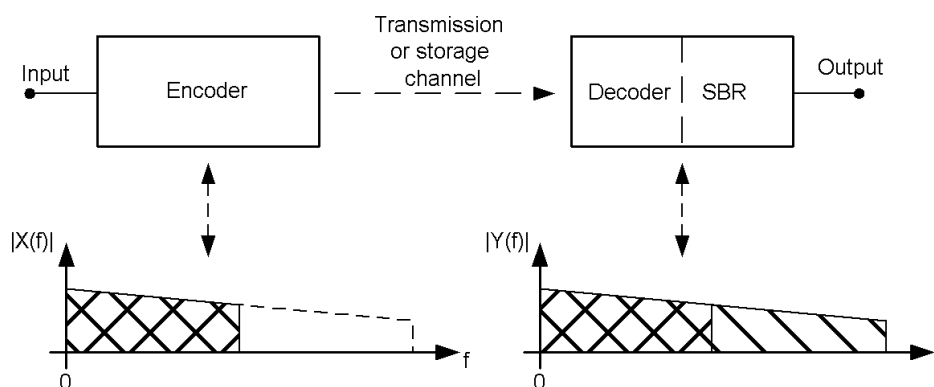 Transmission
or storage
channel
Input
Encoder
Decoder
SBR
Output
|X(f)|
0
f
|Y(f)|
0